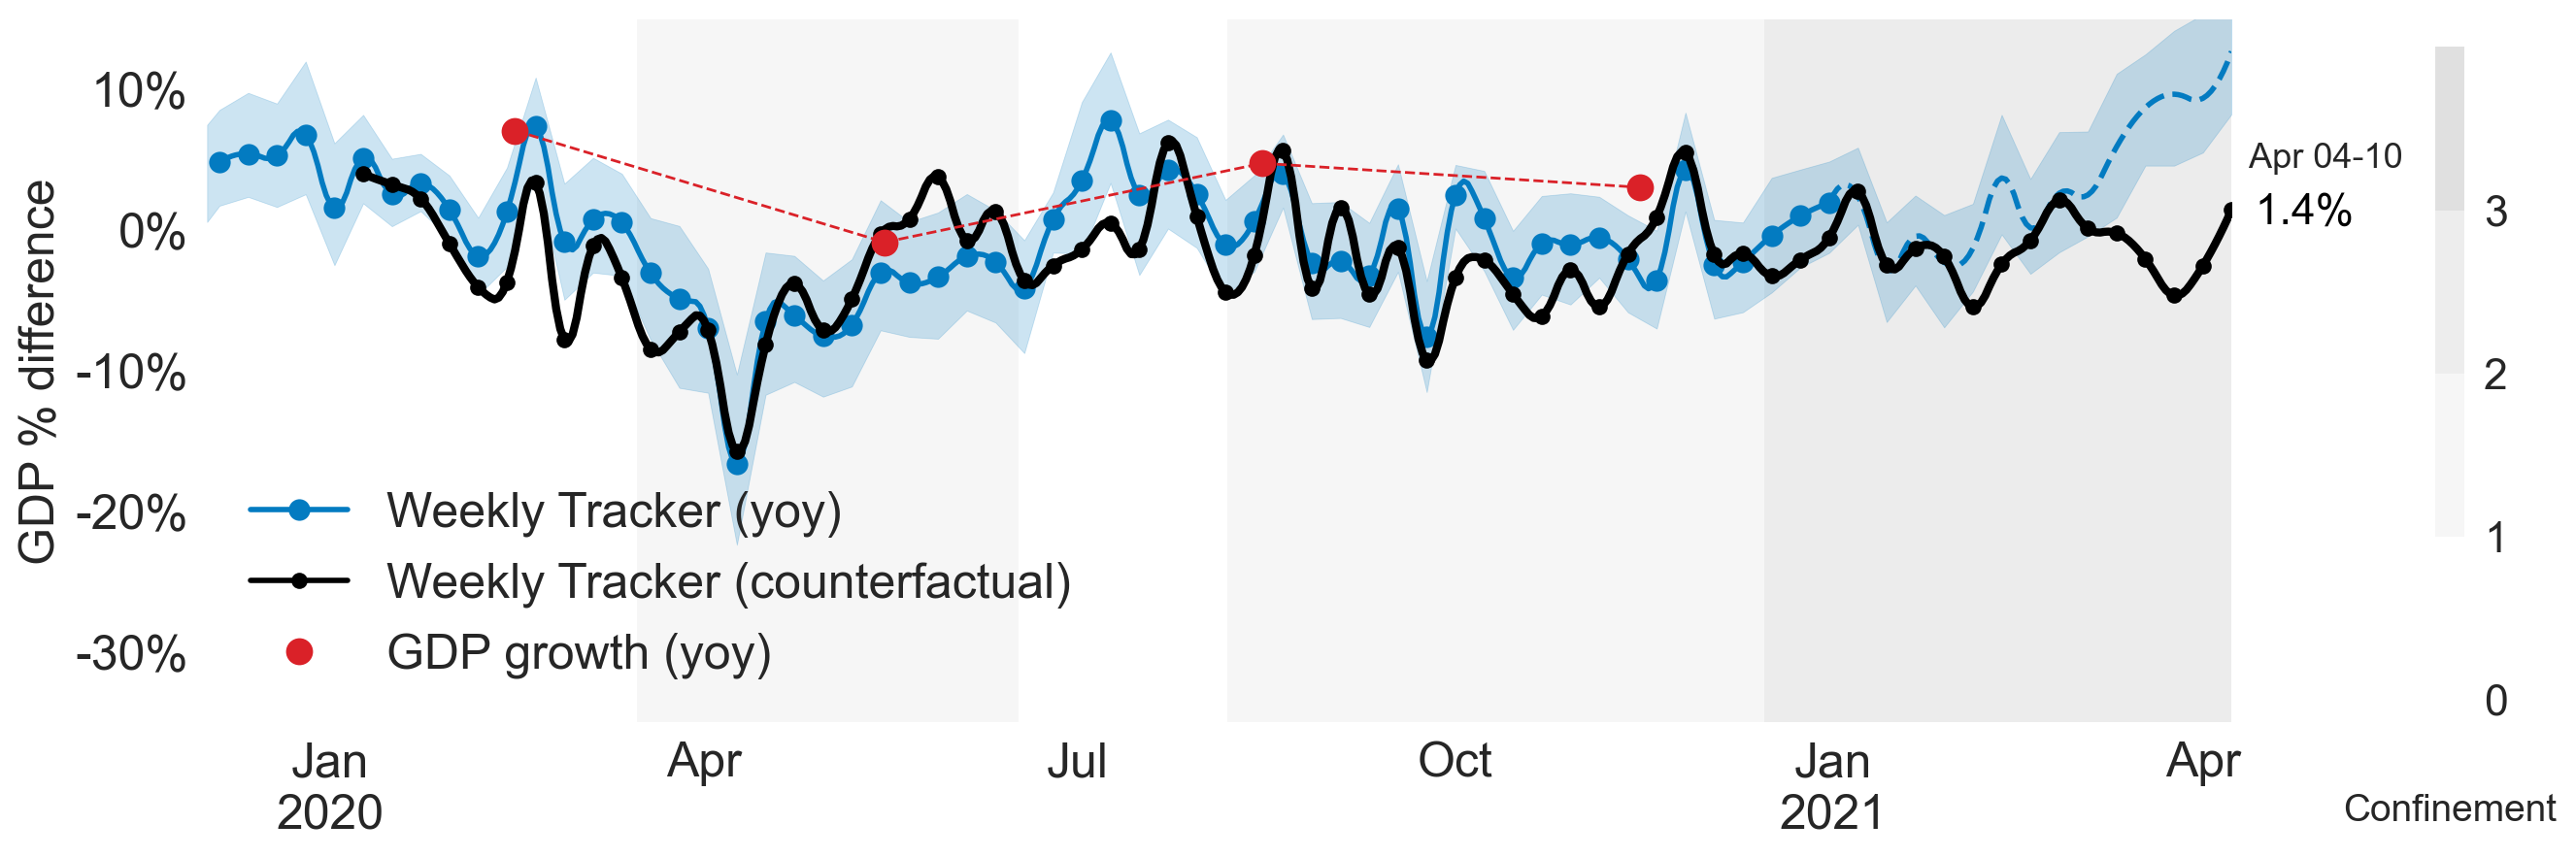 GDP % difference
10%
0%
-10%
-20%
-30%
Weekly Tracker (yoy)
Weekly Tracker (counterfactual)
GDP growth (yoy)
Jan
2020
Apr
Jul
Oct
Jan
2021
Apr
Apr 04-10
1.4%
3
2
1
0
Confinement